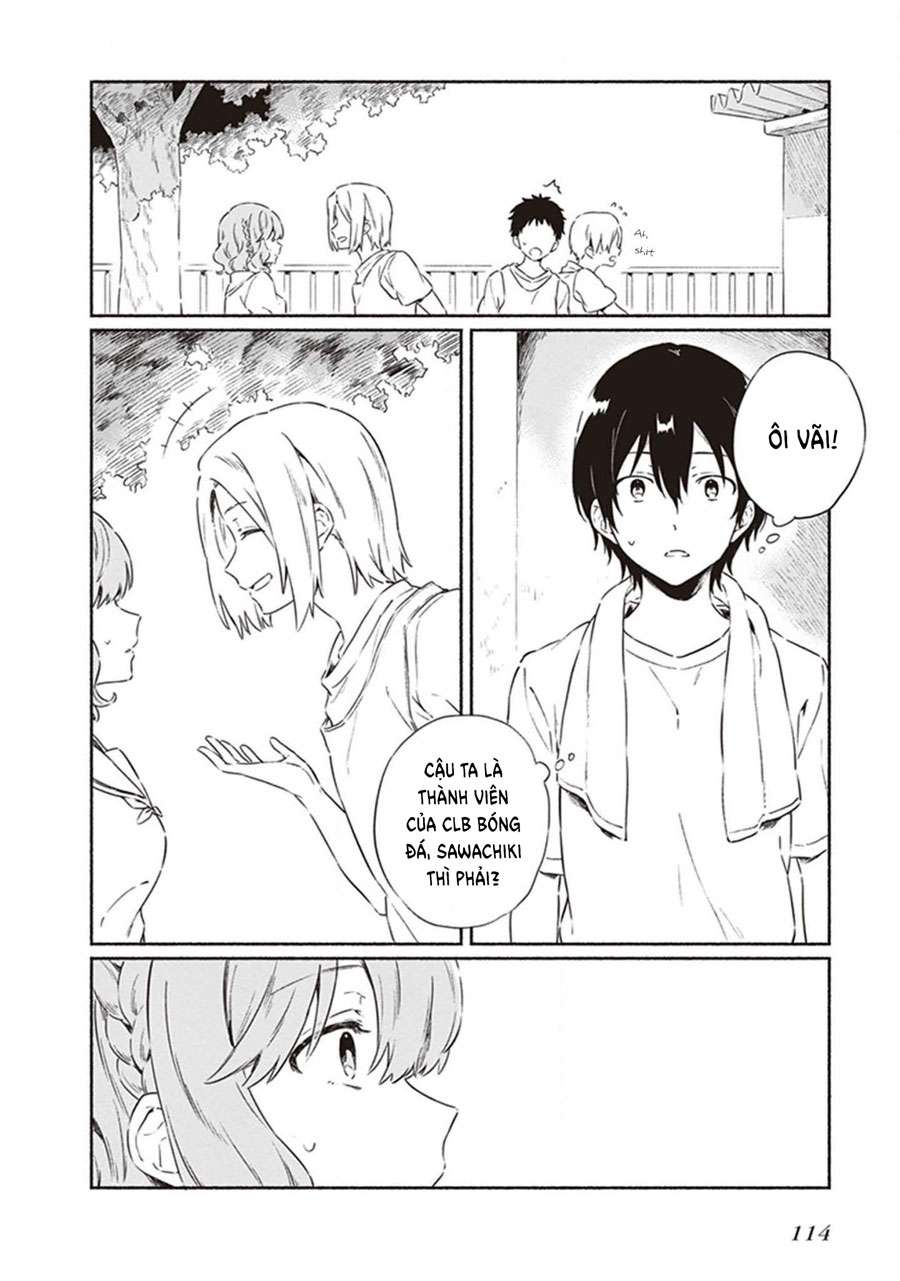 Ah,
shit
ÔI VÃI!
CẬU TA LÀ
THÀNH VIÊN
CỦA CLB BÓNG
ĐÁ, SAWACHIKI
THÌ PHẢI?
114